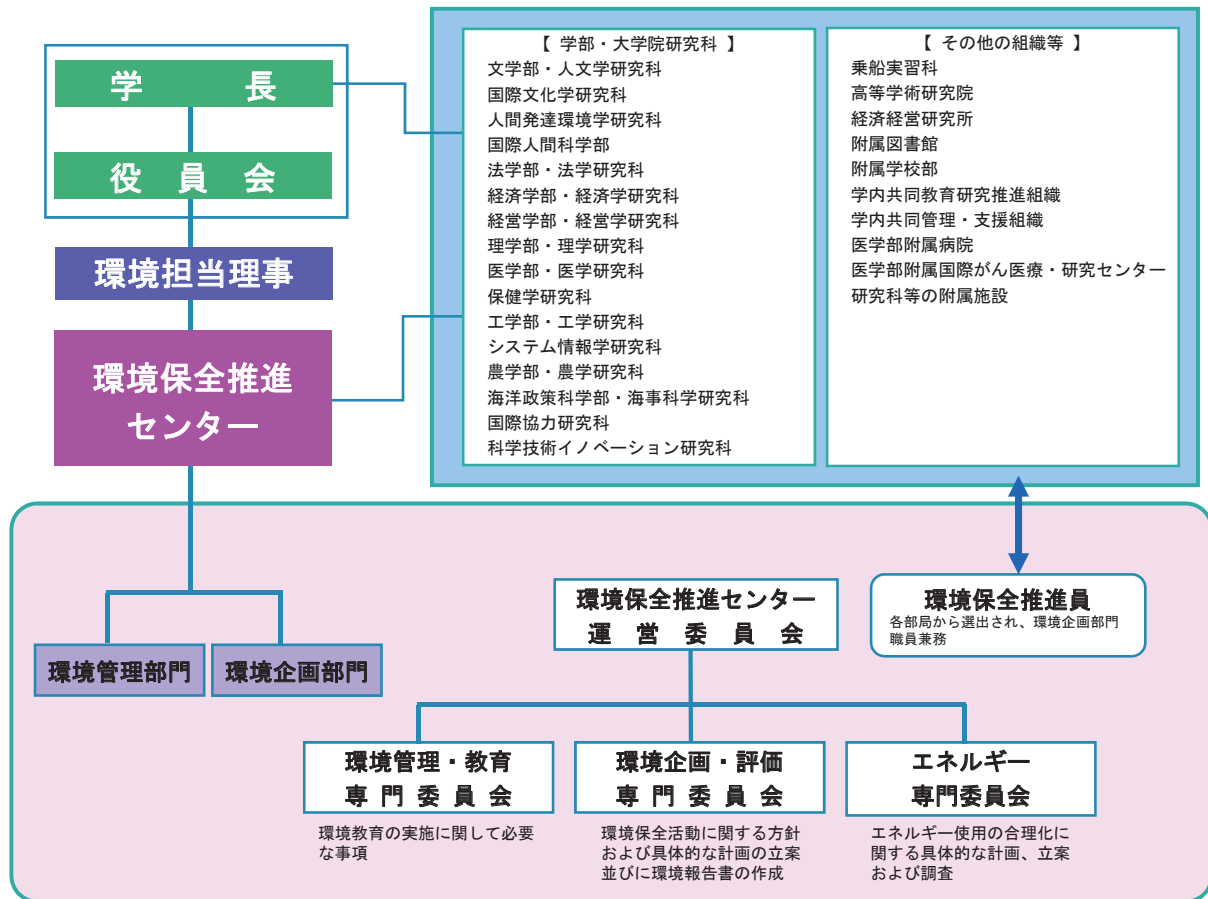 学長
役員会
環境担当理事
環境保全推進
センター
【 学部・大学院研究科 】
文学部・人文学研究科
国際文化学研究科
人間発達環境学研究科
国際人間科学部
法学部・法学研究科
経済学部・経済学研究科
経営学部・経営学研究科
理学部・理学研究科
医学部・医学研究科
保健学研究科
工学部・工学研究科
システム情報学研究科
農学部・農学研究科
海洋政策科学部・海事科学研究科
国際協力研究科
科学技術イノベーション研究科
【 その他の組織等 】
乗船実習科
高等学術研究院
経済経営研究所
附属図書館
附属学校部
学内共同教育研究推進組織
学内共同管理・支援組織
医学部附属病院
医学部附属国際がん医療・研究センター
研究科等の附属施設
環境管理部門
環境企画部門
環境保全推進センター
運営委員会
環境保全推進員
各部局から選出され、環境企画部門
職員兼務
環境管理・教育
専門委員会
環境教育の実施に関して必要
な事項
環境企画・評価
専門委員会
環境保全活動に関する方針
および具体的な計画の立案
並びに環境報告書の作成
エネルギー
専門委員会
エネルギー使用の合理化に
関する具体的な計画、立案
および調査